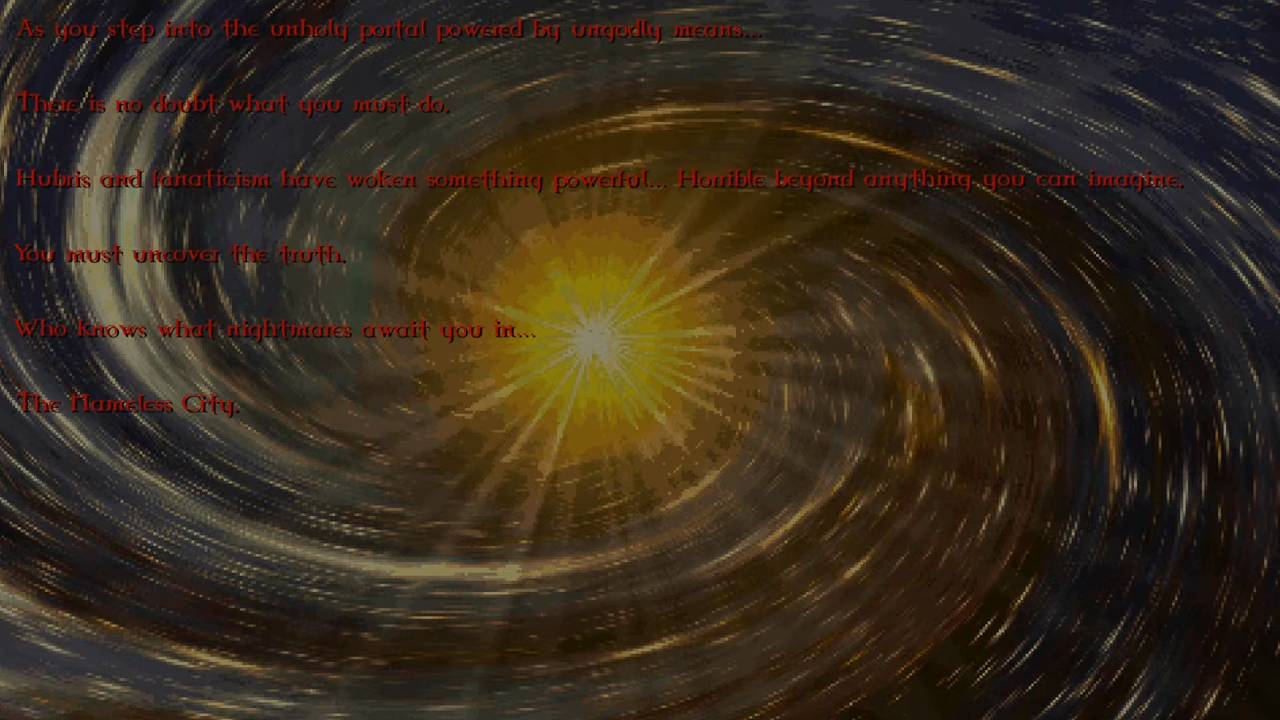 As you step into the unholy portal powered by ungodly means...
There is no doubt what you must do.
Hubris and fanaticism have woken something powerful... Horrible beyond anything you can imagine.
You must uncover the truth.
Who knows what nightmares await you in...
The Nameless City.